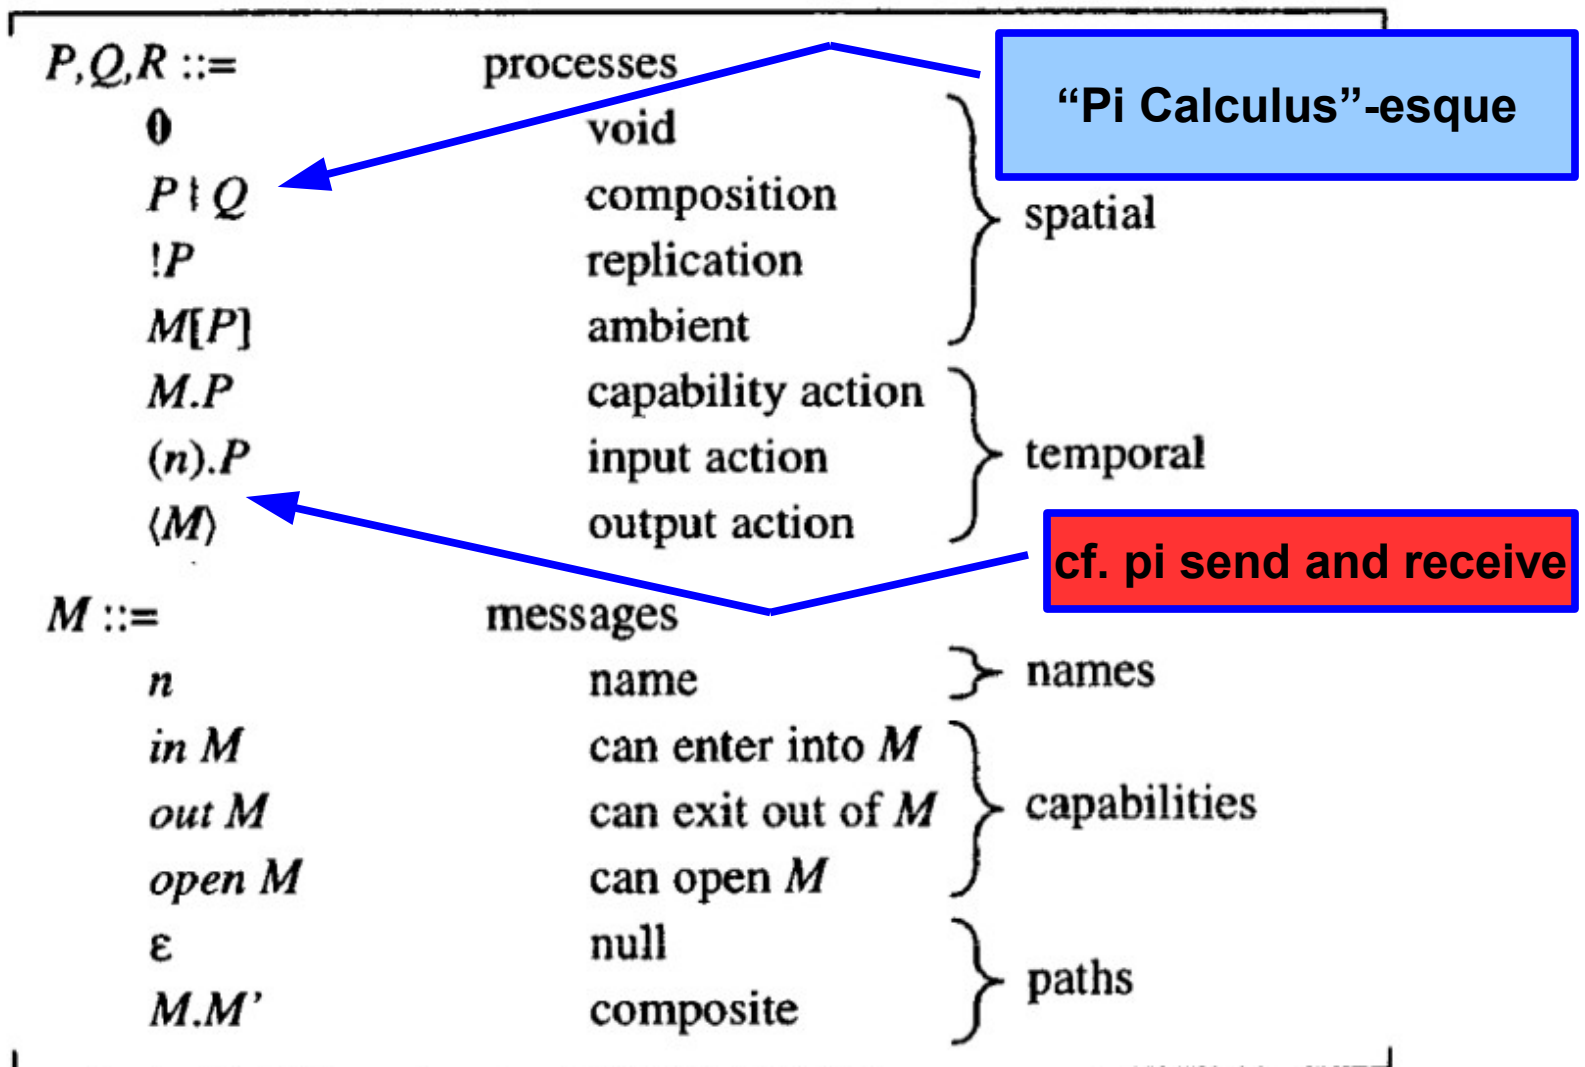 P,Q,R ::= processes
0 void
P | Q composition
!P replication
M[P] ambient
spatial
M.P capability action
(n).P input action
⟨M⟩ output action
temporal
M ::= messages
n name
names
in M can enter into M
out M can exit out of M
open M can open M
capabilities
ε null
M.M’ composite
paths
“Pi Calculus”-esque
cf. pi send and receive